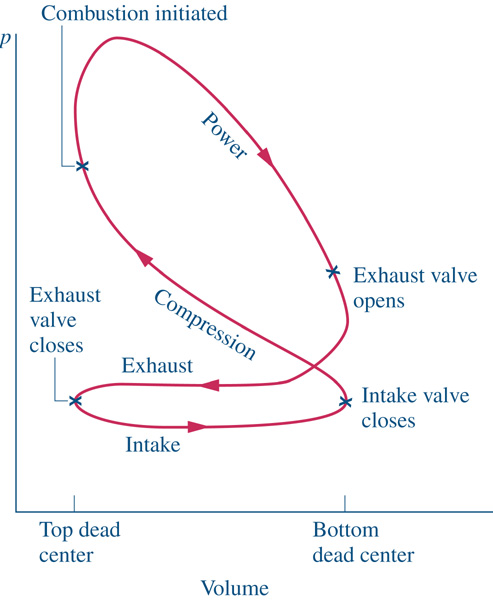 Combustion initiated
p
Power
Exhaust valve
opens
Exhaust
valve
closes
Compression
Exhaust
Intake valve
closes
Intake
Top dead
center
Bottom
dead center
Volume